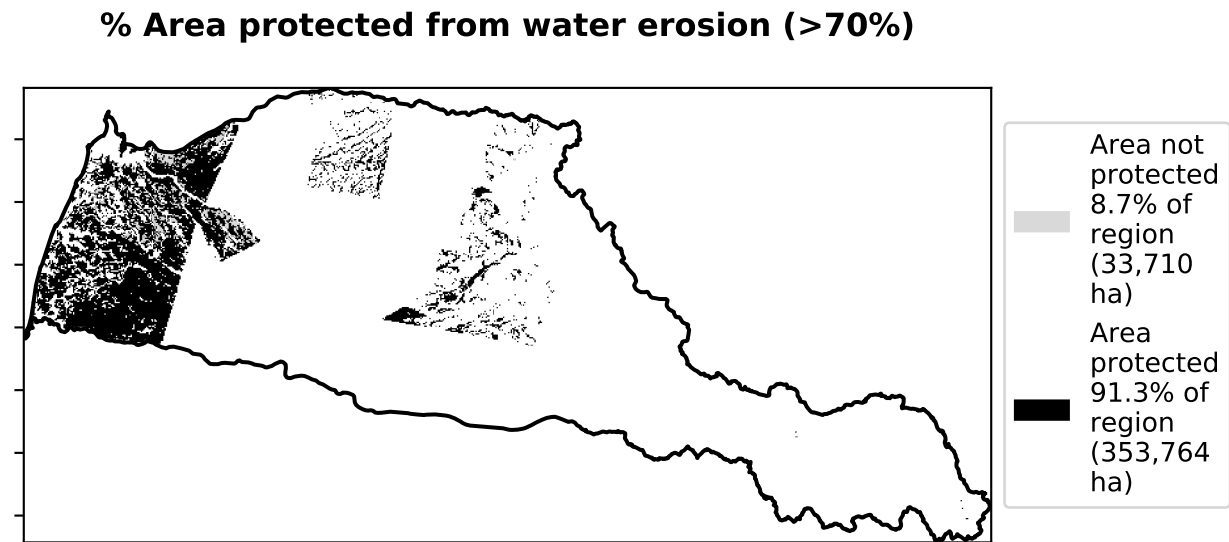 % Area protected from water erosion (>70%)
Area not
protected
8.7% of
region
(33,710
ha)
Area
protected
91.3% of
region
(353,764
ha)